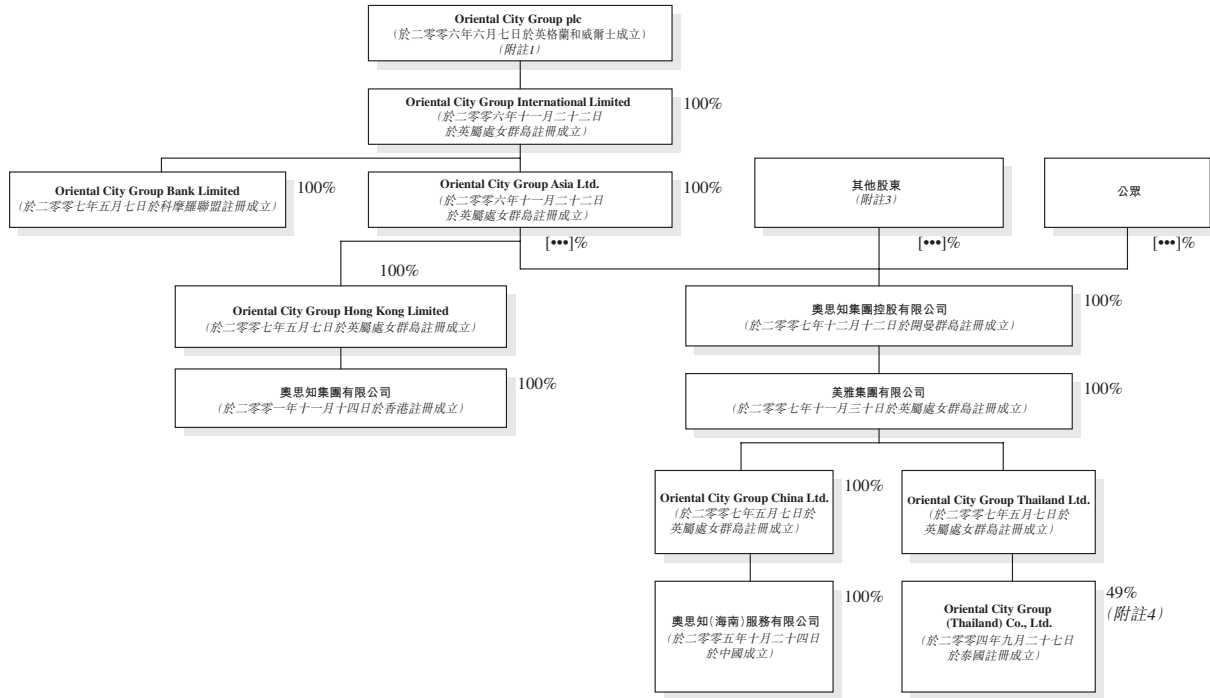 Oriental City Group plc
(於二零零六年六月七日於英格蘭和威爾士成立)
(附註1)
Oriental City Group International Limited
(於二零零六年十一月二十二日
於英屬處女群島註冊成立)
100%
Oriental City Group Bank Limited
(於二零零七年五月七日於科摩羅聯盟註冊成立)
100%
Oriental City Group Asia Ltd.
(於二零零六年十一月二十二日
於英屬處女群島註冊成立)
100%
其他股東
(附註3)
公眾
[•••]%
[•••]%
[•••]%
100%
Oriental City Group Hong Kong Limited
(於二零零七年五月七日於英屬處女群島註冊成立)
奧思知集團控股有限公司
(於二零零七年十二月十二日於開曼群島註冊成立)
100%
奧思知集團有限公司
(於二零零一年十一月十四日於香港註冊成立)
100%
美雅集團有限公司
(於二零零七年十一月三十日於英屬處女群島註冊成立)
100%
Oriental City Group China Ltd.
(於二零零七年五月七日於
英屬處女群島註冊成立)
100%
Oriental City Group Thailand Ltd.
(於二零零七年五月七日於
英屬處女群島註冊成立)
奧思知(海南)服務有限公司
(於二零零五年十月二十四日
於中國成立)
100%
Oriental City Group
(Thailand) Co., Ltd.
(於二零零四年九月二十七日
於泰國註冊成立)
49%
(附註4)